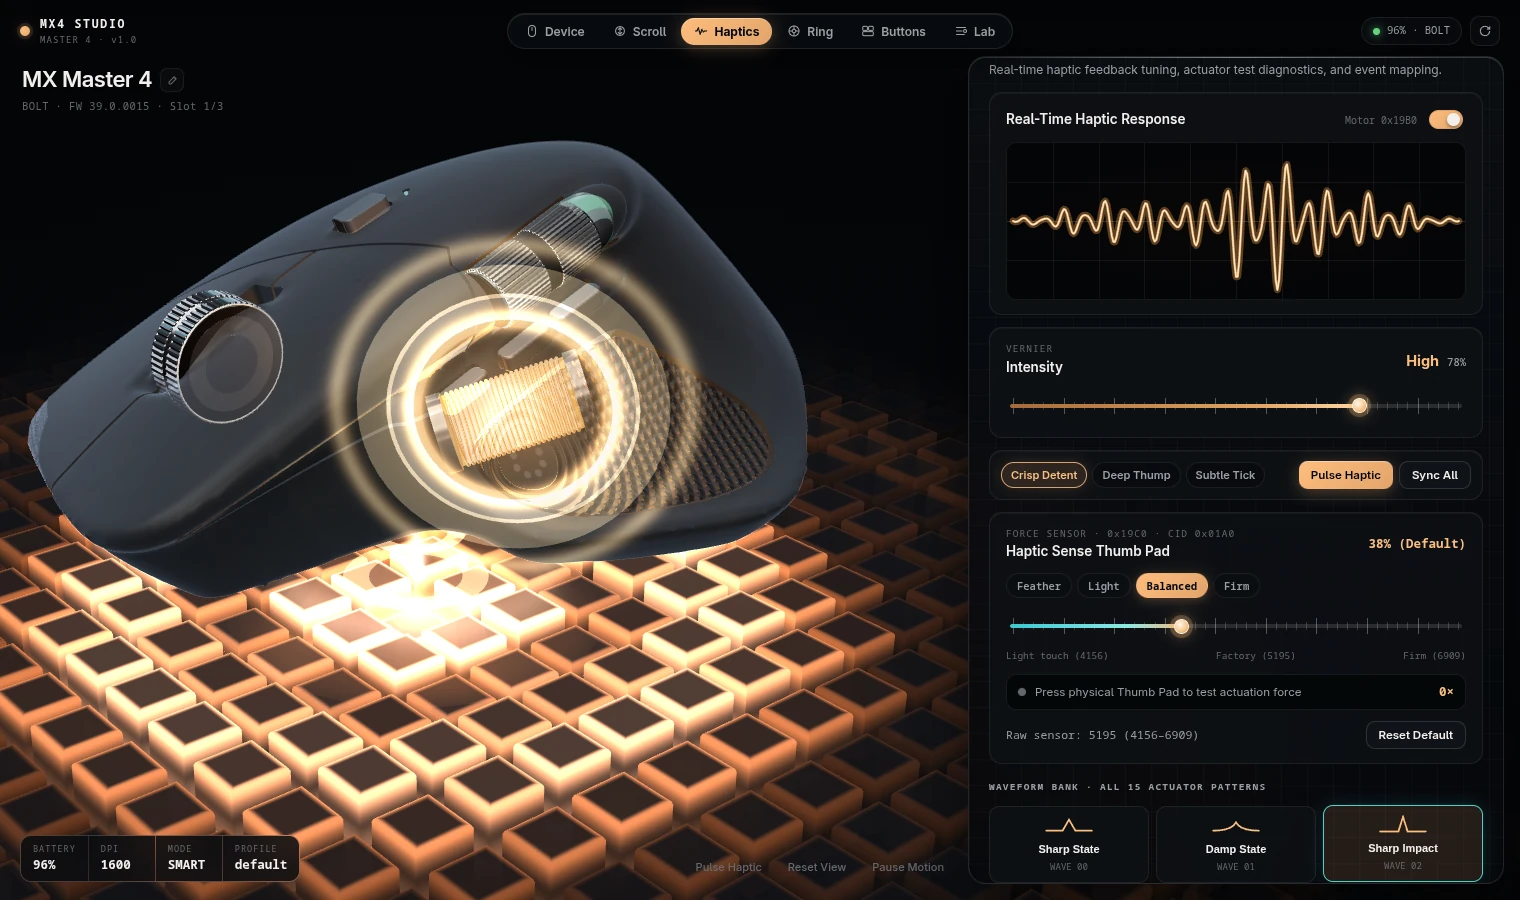 MX4 STUDIO
MASTER 4 · v1.0
Device
Scroll
Haptics
Ring
Buttons
Lab
96% · BOLT
MX Master 4
BOLT · FW 39.0.0015 · Slot 1/3
Real-time haptic feedback tuning, actuator test diagnostics, and event mapping.
Real-Time Haptic Response
Motor 0x19B0
VERNIER
Intensity
High 78%
Crisp Detent
Deep Thump
Subtle Tick
Pulse Haptic
Sync All
FORCE SENSOR · 0x19C0 · CID 0x01A0
Haptic Sense Thumb Pad
38% (Default)
Feather
Light
Balanced
Firm
Light touch (4156)
Factory (5195)
Firm (6909)
Press physical Thumb Pad to test actuation force
0×
Raw sensor: 5195 (4156–6909)
Reset Default
WAVEFORM BANK · ALL 15 ACTUATOR PATTERNS
Sharp State
WAVE 00
Damp State
WAVE 01
Sharp Impact
WAVE 02
BATTERY
96%
DPI
1600
MODE
SMART
PROFILE
default
Pulse Haptic
Reset View
Pause Motion